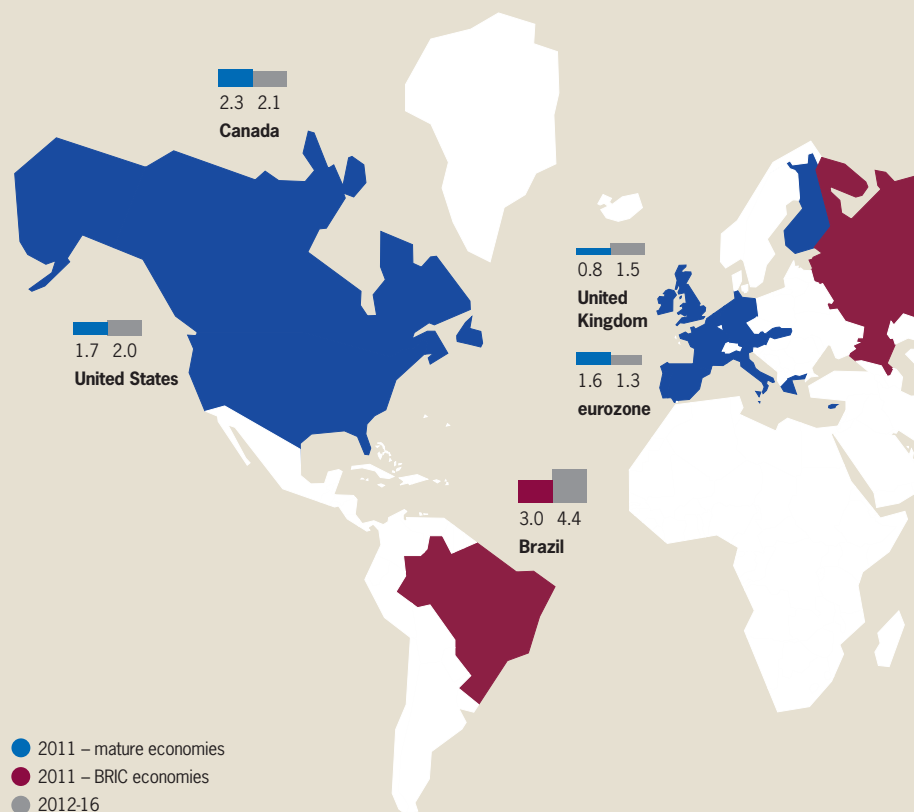 2.3 2.1
Canada
0.8 1.5
United
Kingdom
1.7 2.0
United States
1.6 1.3
eurozone
3.0 4.4
Brazil
2011 – mature economies
2011 – BRIC economies
2012-16